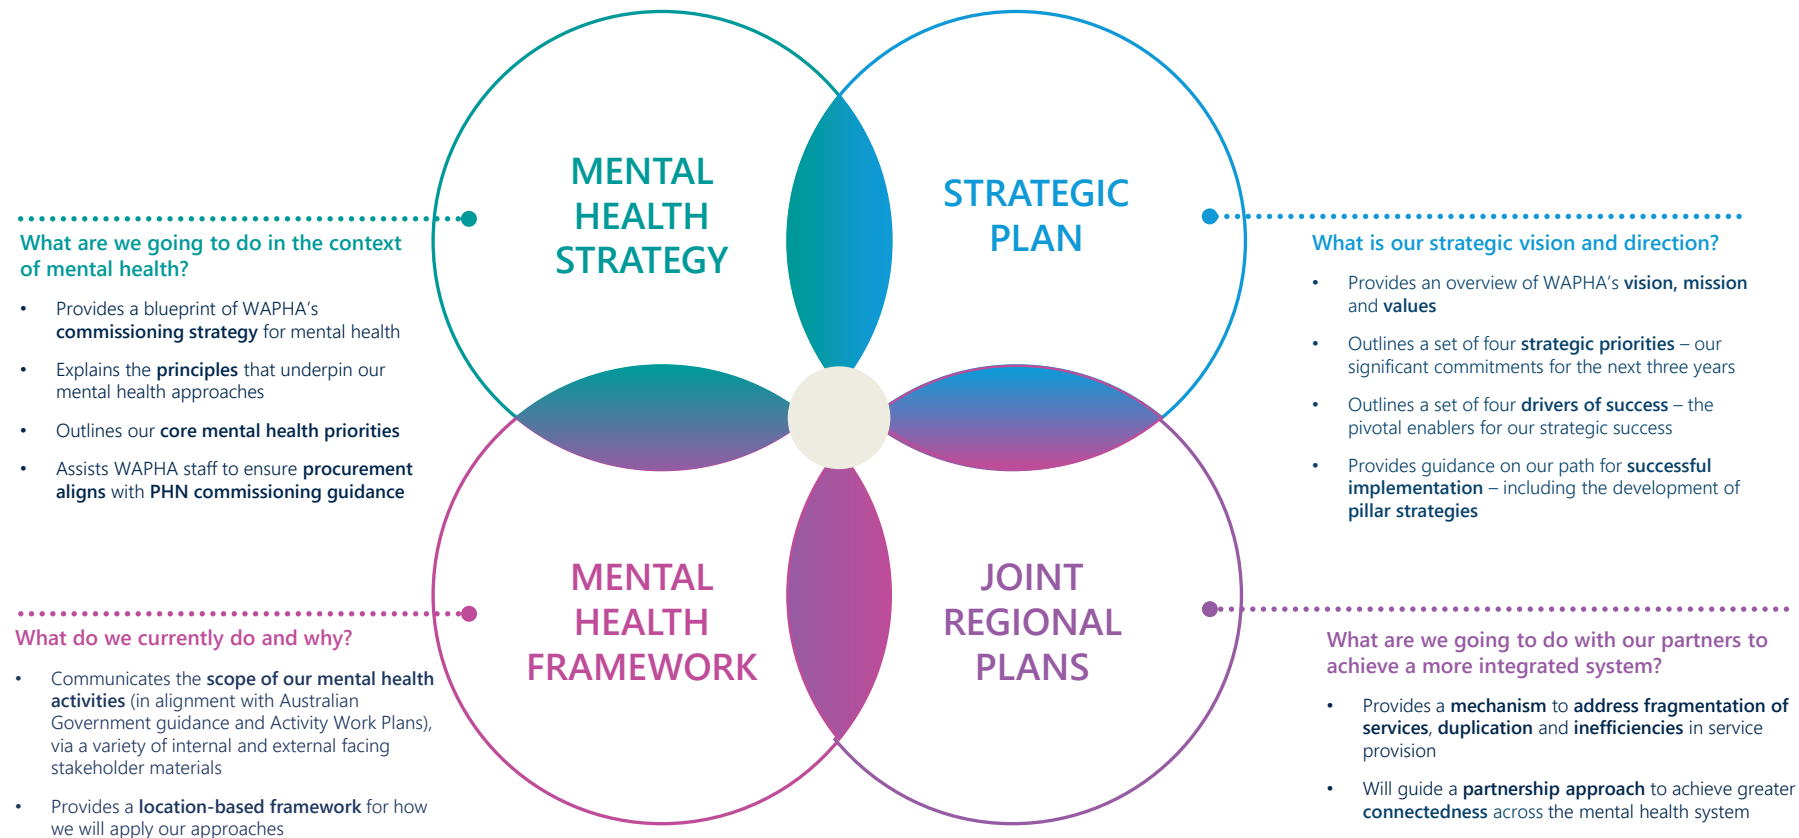 MENTAL
HEALTH
STRATEGY
STRATEGIC
PLAN
What are we going to do in the context
of mental health?
• Provides a blueprint of WAPHA's
commissioning strategy for mental health
• Explains the principles that underpin our
mental health approaches
• Outlines our core mental health priorities
• Assists WAPHA staff to ensure procurement
aligns with PHN commissioning guidance
What is our strategic vision and direction?
• Provides an overview of WAPHA's vision, mission
and values
• Outlines a set of four strategic priorities – our
significant commitments for the next three years
• Outlines a set of four drivers of success – the
pivotal enablers for our strategic success
• Provides guidance on our path for successful
implementation – including the development of
pillar strategies
MENTAL
HEALTH
FRAMEWORK
JOINT
REGIONAL
PLANS
What do we currently do and why?
• Communicates the scope of our mental health
activities (in alignment with Australian
Government guidance and Activity Work Plans),
via a variety of internal and external facing
stakeholder materials
• Provides a location-based framework for how
we will apply our approaches
What are we going to do with our partners to
achieve a more integrated system?
• Provides a mechanism to address fragmentation of
services, duplication and inefficiencies in service
provision
• Will guide a partnership approach to achieve greater
connectedness across the mental health system